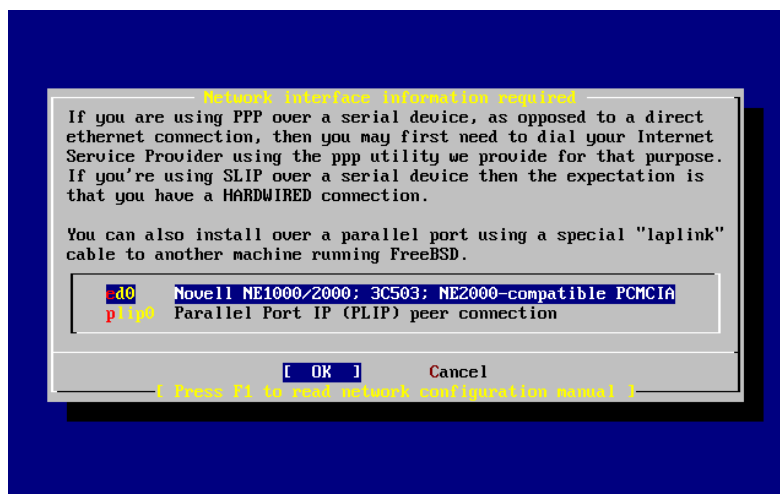 Network interface information required
If you are using PPP over a serial device, as opposed to a direct
ethernet connection, then you may first need to dial your Internet
Service Provider using the ppp utility we provide for that purpose.
If you're using SLIP over a serial device then the expectation is
that you have a HARDWIRED connection.
You can also install over a parallel port using a special "laplink"
cable to another machine running FreeBSD.
ed0 Novell NE1000/2000; 3C503; NE2000-compatible PCMCIA
plip0 Parallel Port IP (PLIP) peer connection
[ OK ] Cancel
[ Press F1 to read network configuration manual ]